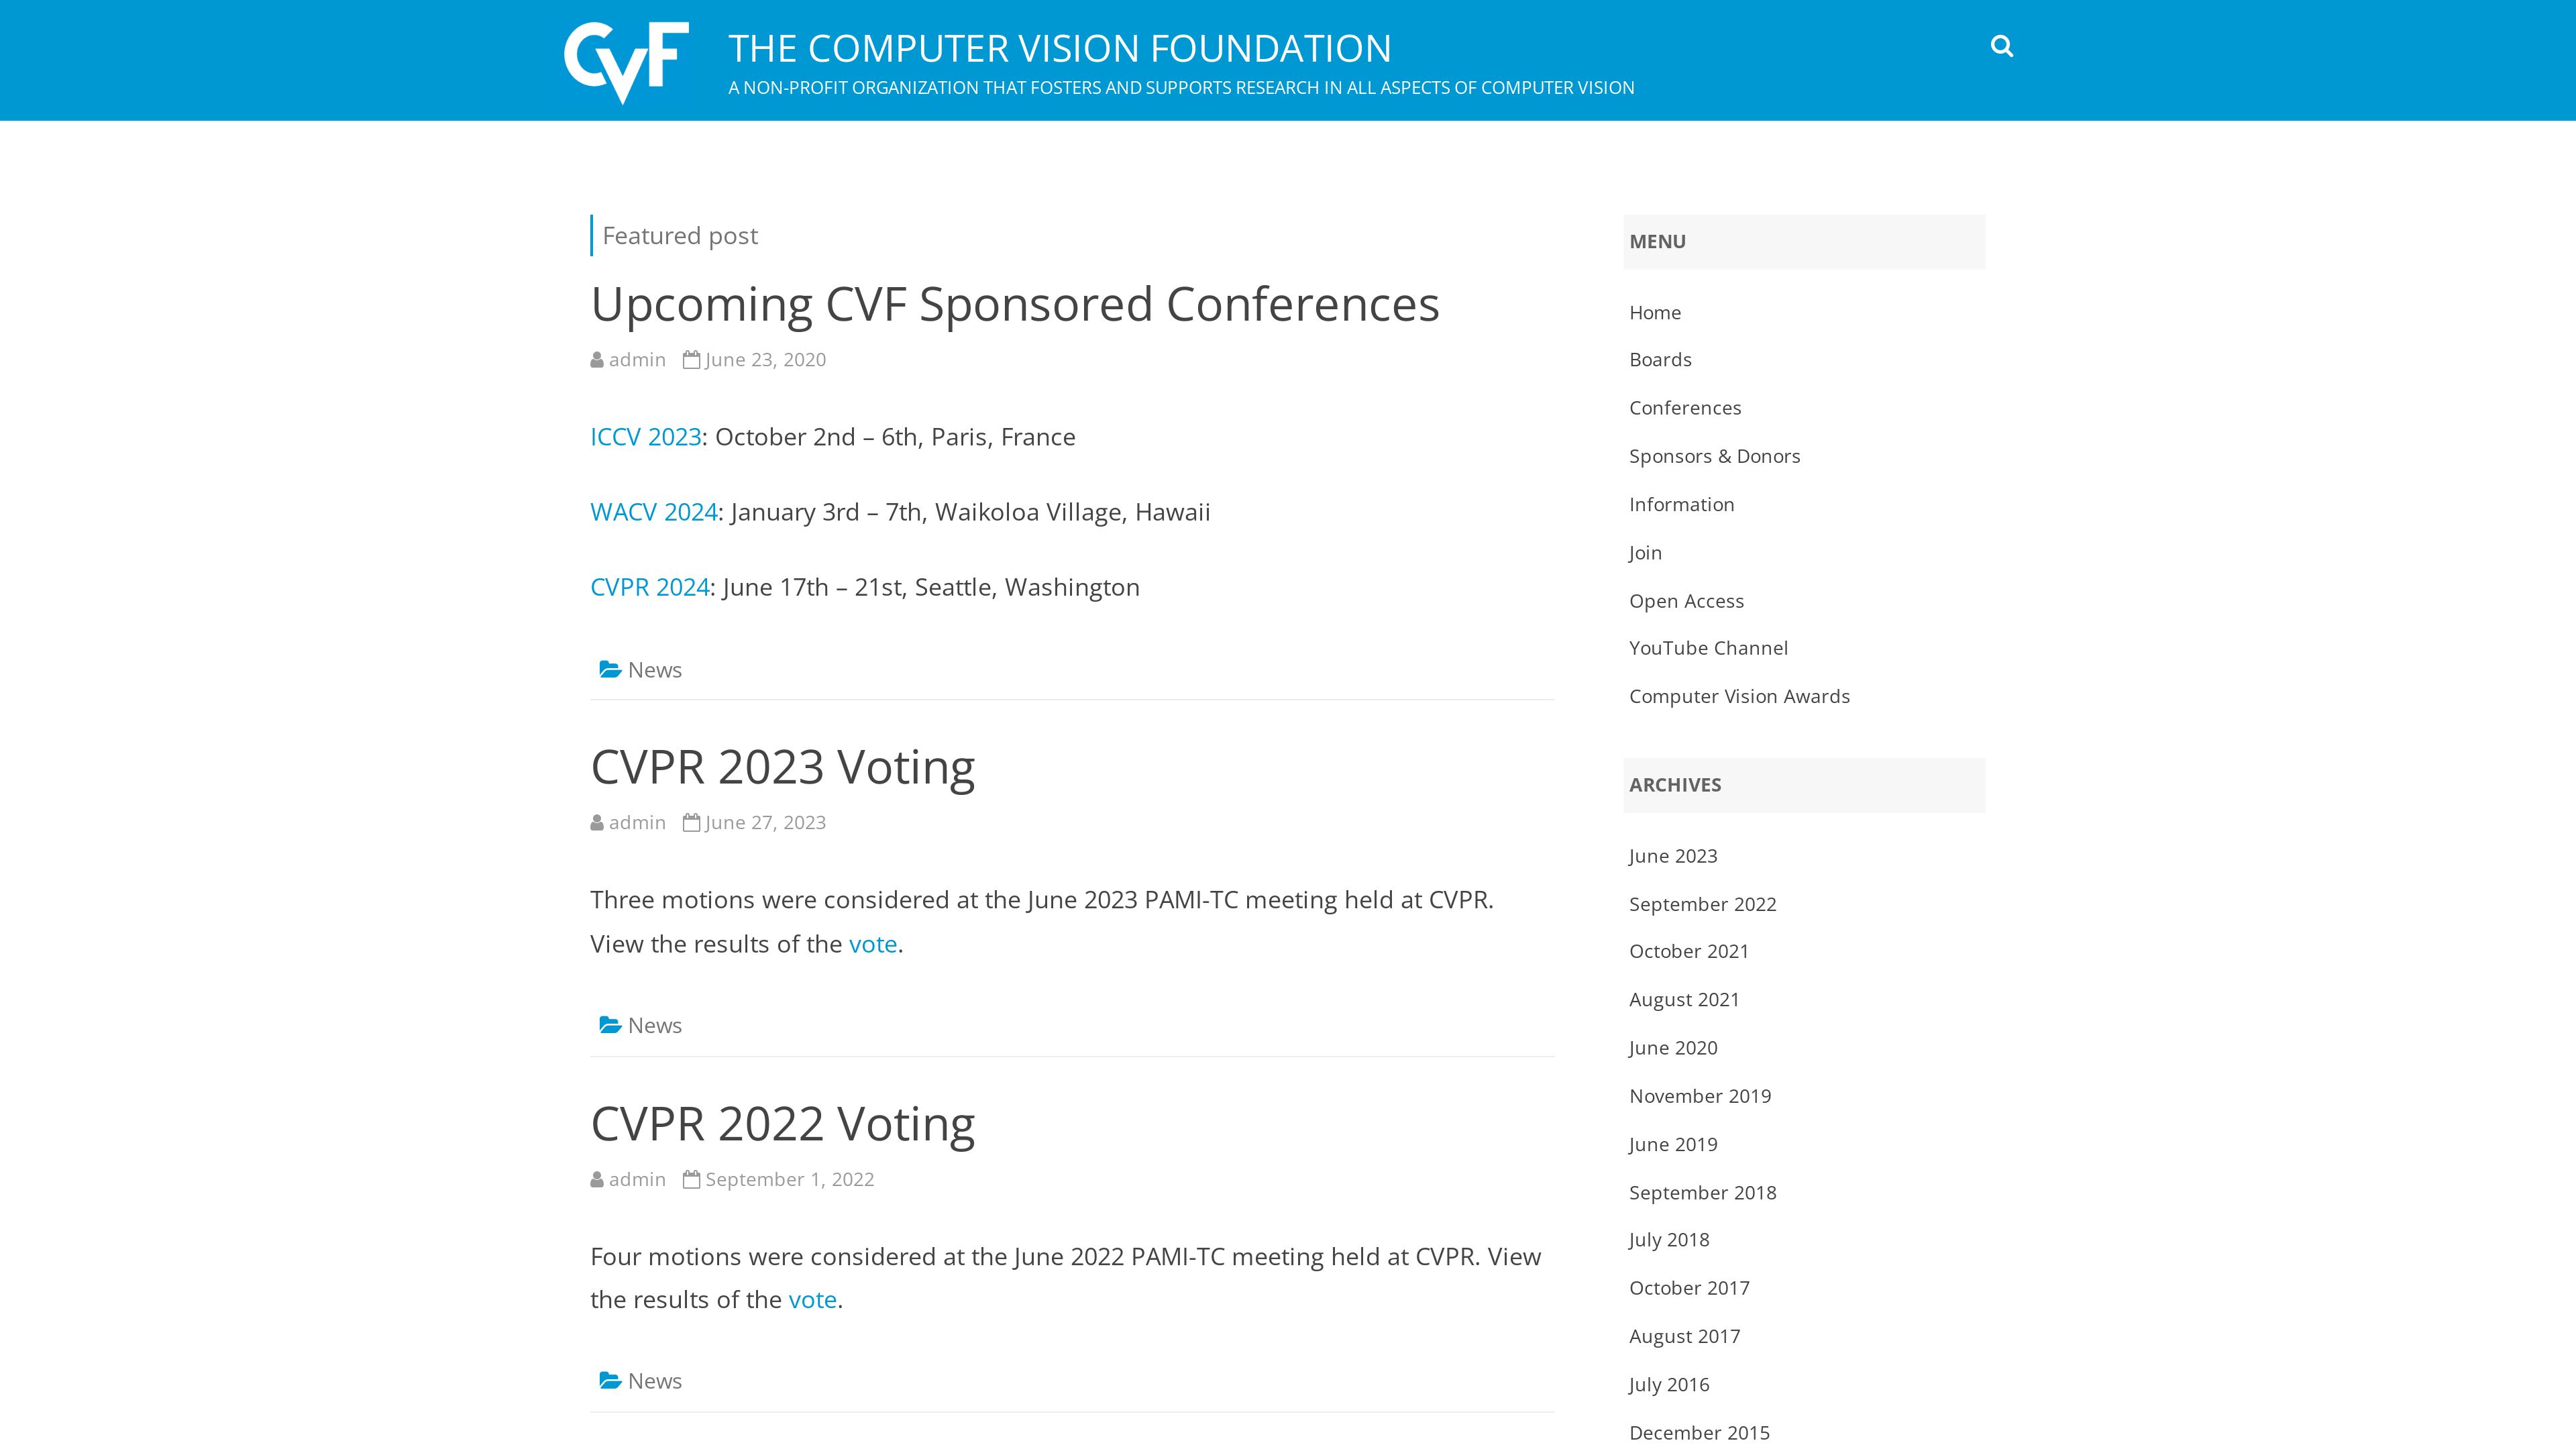 CVF
THE COMPUTER VISION FOUNDATION
A NON-PROFIT ORGANIZATION THAT FOSTERS AND SUPPORTS RESEARCH IN ALL ASPECTS OF COMPUTER VISION
Featured post
Upcoming CVF Sponsored Conferences
admin June 23, 2020
ICCV 2023: October 2nd – 6th, Paris, France
WACV 2024: January 3rd – 7th, Waikoloa Village, Hawaii
CVPR 2024: June 17th – 21st, Seattle, Washington
News
CVPR 2023 Voting
admin June 27, 2023
Three motions were considered at the June 2023 PAMI-TC meeting held at CVPR.
View the results of the vote.
News
CVPR 2022 Voting
admin September 1, 2022
Four motions were considered at the June 2022 PAMI-TC meeting held at CVPR. View
the results of the vote.
News
MENU
Home
Boards
Conferences
Sponsors & Donors
Information
Join
Open Access
YouTube Channel
Computer Vision Awards
ARCHIVES
June 2023
September 2022
October 2021
August 2021
June 2020
November 2019
June 2019
September 2018
July 2018
October 2017
August 2017
July 2016
December 2015